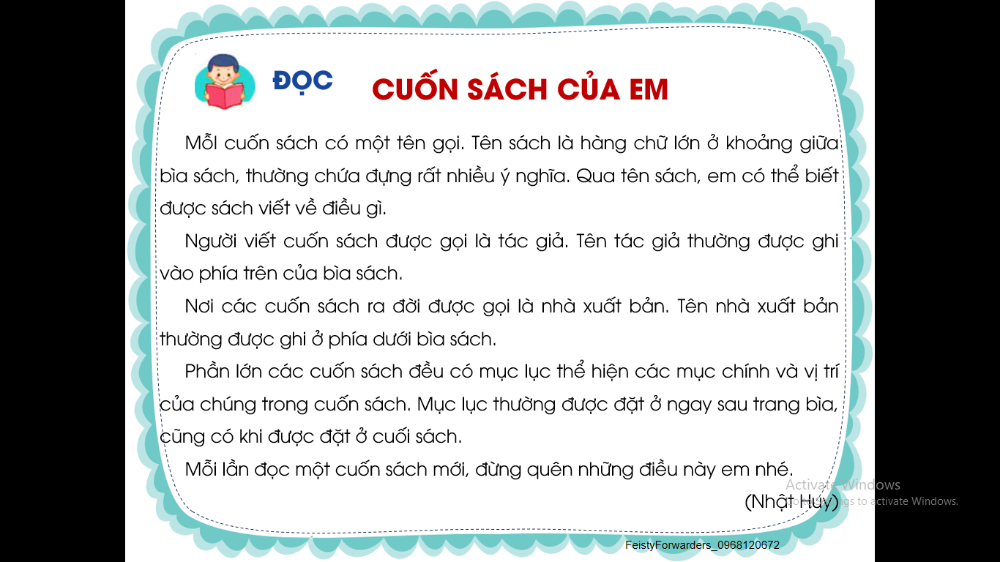 ĐỌC
CUỐN SÁCH CỦA EM
Mỗl cuốn sách có một tên gọi. Tên sách là hàng chữ lớn ở khoảng giữa
bìa sách, thường chứa đựng rất nhiều ý nghĩa. Qua tên sách, em có thể biết
được sách viết về điều gì.
Người viết cuốn sách được gọi là tác giả. Tên tác giả thường được ghi
vào phía trên của bìa sách.
Nơi các cuốn sách ra đời được gọi là nhà xuất bản. Tên nhà xuất bản
thường được ghi ở phía dưới bìa sách.
Phần lớn các cuốn sách đều có mục lục thể hiện các mục chính và vị trí
của chúng trong cuốn sách. Mục lục thường được đặt ở ngay sau trang bìa,
cũng có khi được đặt ở cuối sách.
Mỗi lần đọc một cuốn sách mới, đừng quên những điều này em nhé.
Activate Windows
(Nhật Huy)
Go to Settings to activate Windows.
FeistyForwarders_0968120672